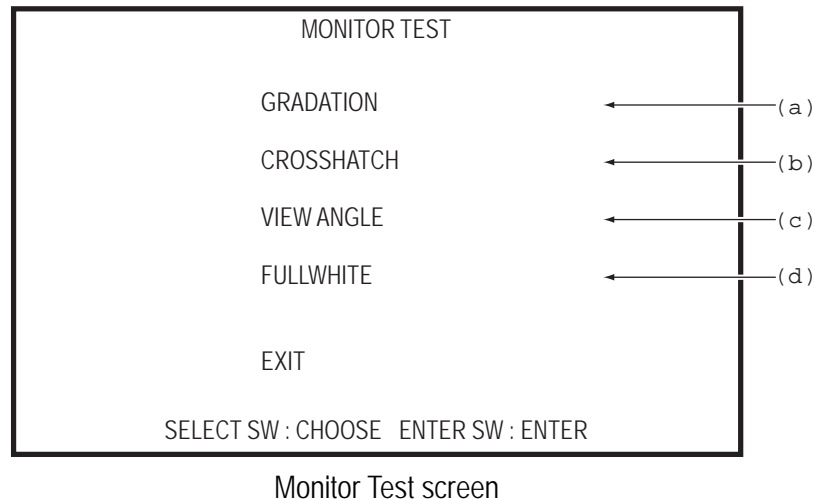 MONITOR TEST
GRADATION (a)
CROSSHATCH (b)
VIEW ANGLE (c)
FULLWHITE (d)
EXIT
SELECT SW : CHOOSE ENTER SW : ENTER
Monitor Test screen